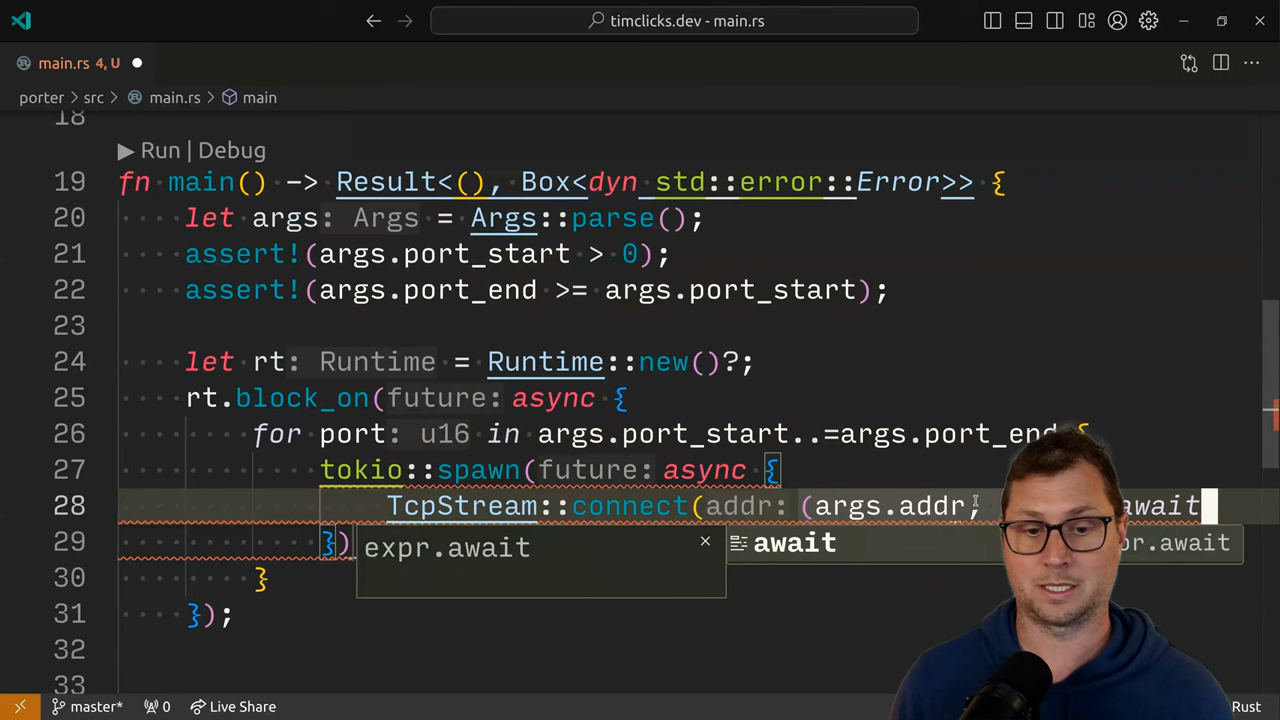 timclicks.dev - main.rs
main.rs 4, U
porter > src > main.rs > main
18
Run | Debug
19 fn main() -> Result<(), Box<dyn std::error::Error>> {
20 let args: Args = Args::parse();
21 assert!(args.port_start > 0);
22 assert!(args.port_end >= args.port_start);
23
24 let rt: Runtime = Runtime::new()?;
25 rt.block_on(future: async {
26 for port: u16 in args.port_start..=args.port_end {
27 tokio::spawn(future: async {
28 TcpStream::connect(addr: (args.addr, await
29 })
expr.await
await
pr.await
30 }
31 });
32
33
master* 0 Live Share Rust